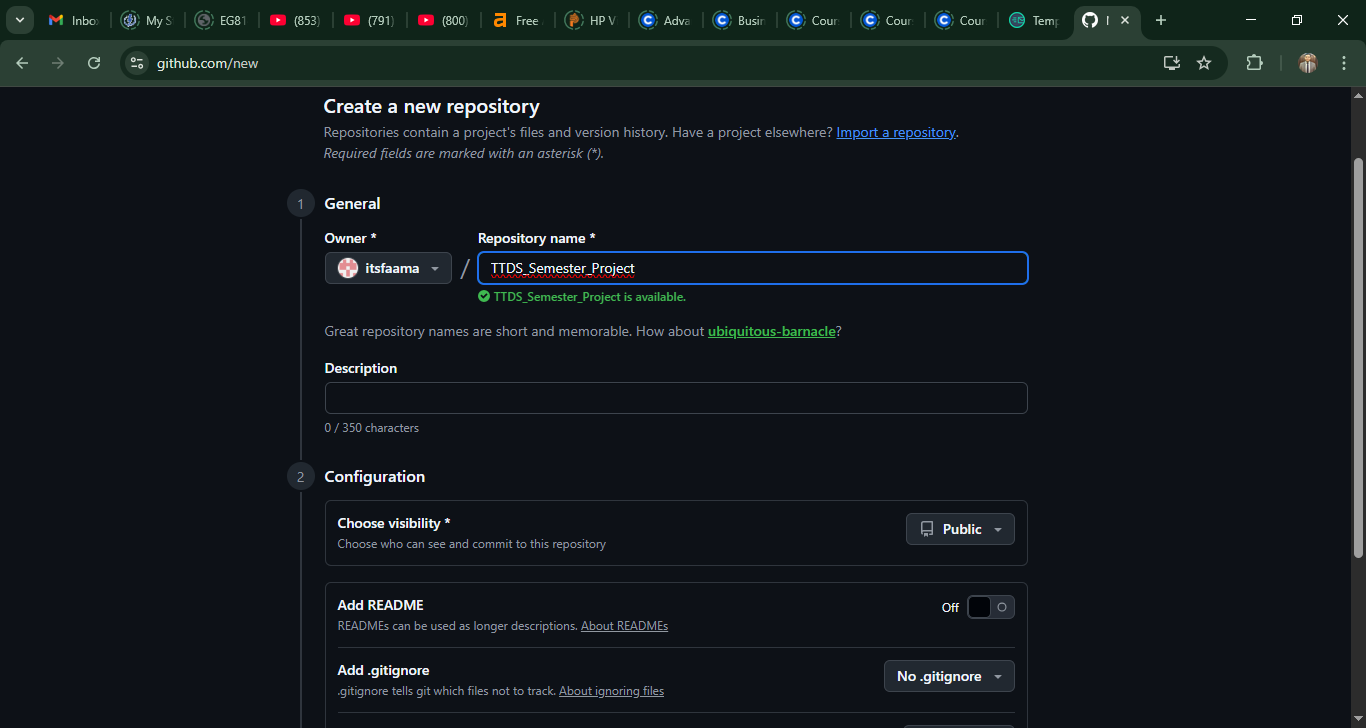 Inbo
My S
EG81
(853)
(791)
(800)
Free
HP V
Adva
Busin
Cour
Cour
Cour
Temp
github.com/new
Create a new repository
Repositories contain a project's files and version history. Have a project elsewhere? Import a repository.
Required fields are marked with an asterisk (*).
1 General
Owner * Repository name *
itsfaama / TTDS_Semester_Project
TTDS_Semester_Project is available.
Great repository names are short and memorable. How about ubiquitous-barnacle?
Description
0 / 350 characters
2 Configuration
Choose visibility * Public
Choose who can see and commit to this repository
Add README Off
READMEs can be used as longer descriptions. About READMEs
Add .gitignore No .gitignore
.gitignore tells git which files not to track. About ignoring files